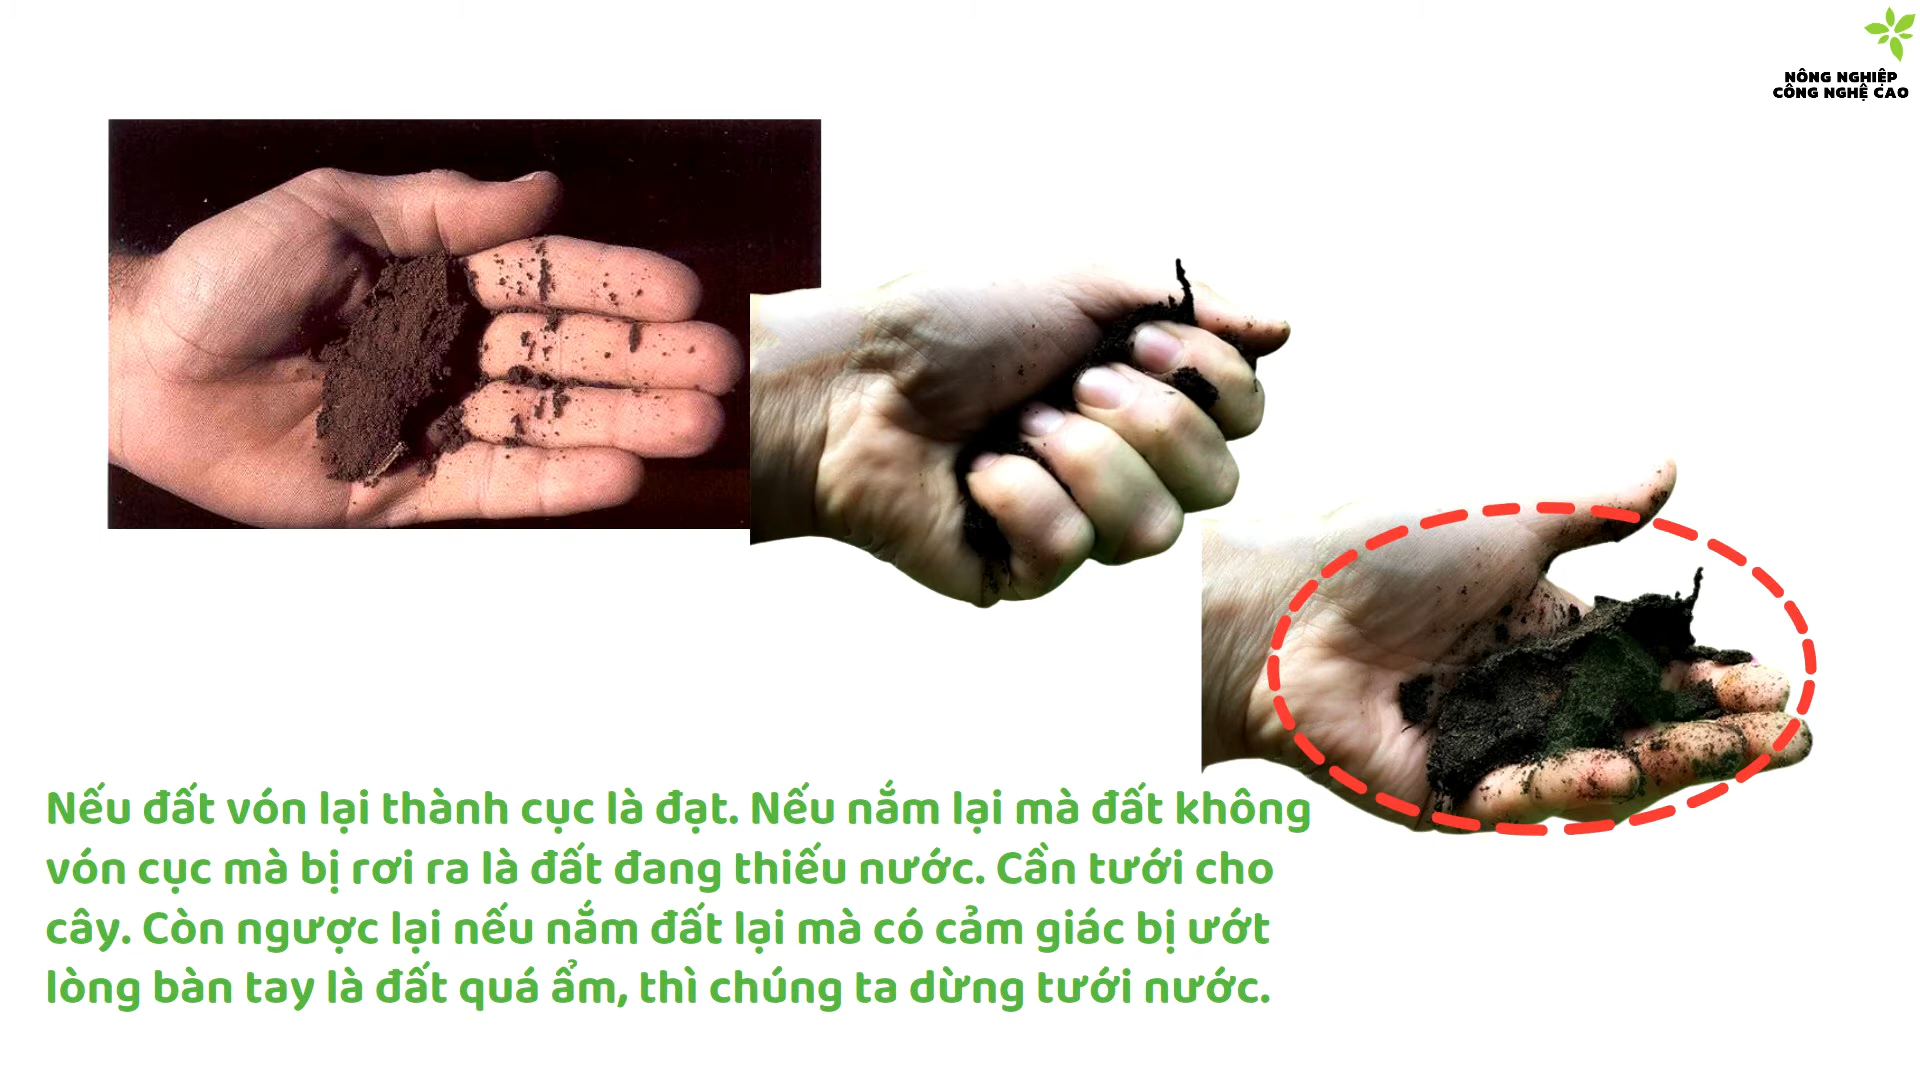 NÔNG NGHIỆP
CÔNG NGHỆ CAO
Nếu đất vón lại thành cục là đạt. Nếu nắm lại mà đất không
vón cục mà bị rơi ra là đất đang thiếu nước. Cần tưới cho
cây. Còn ngược lại nếu nắm đất lại mà có cảm giác bị ướt
lòng bàn tay là đất quá ẩm, thì chúng ta dừng tưới nước.